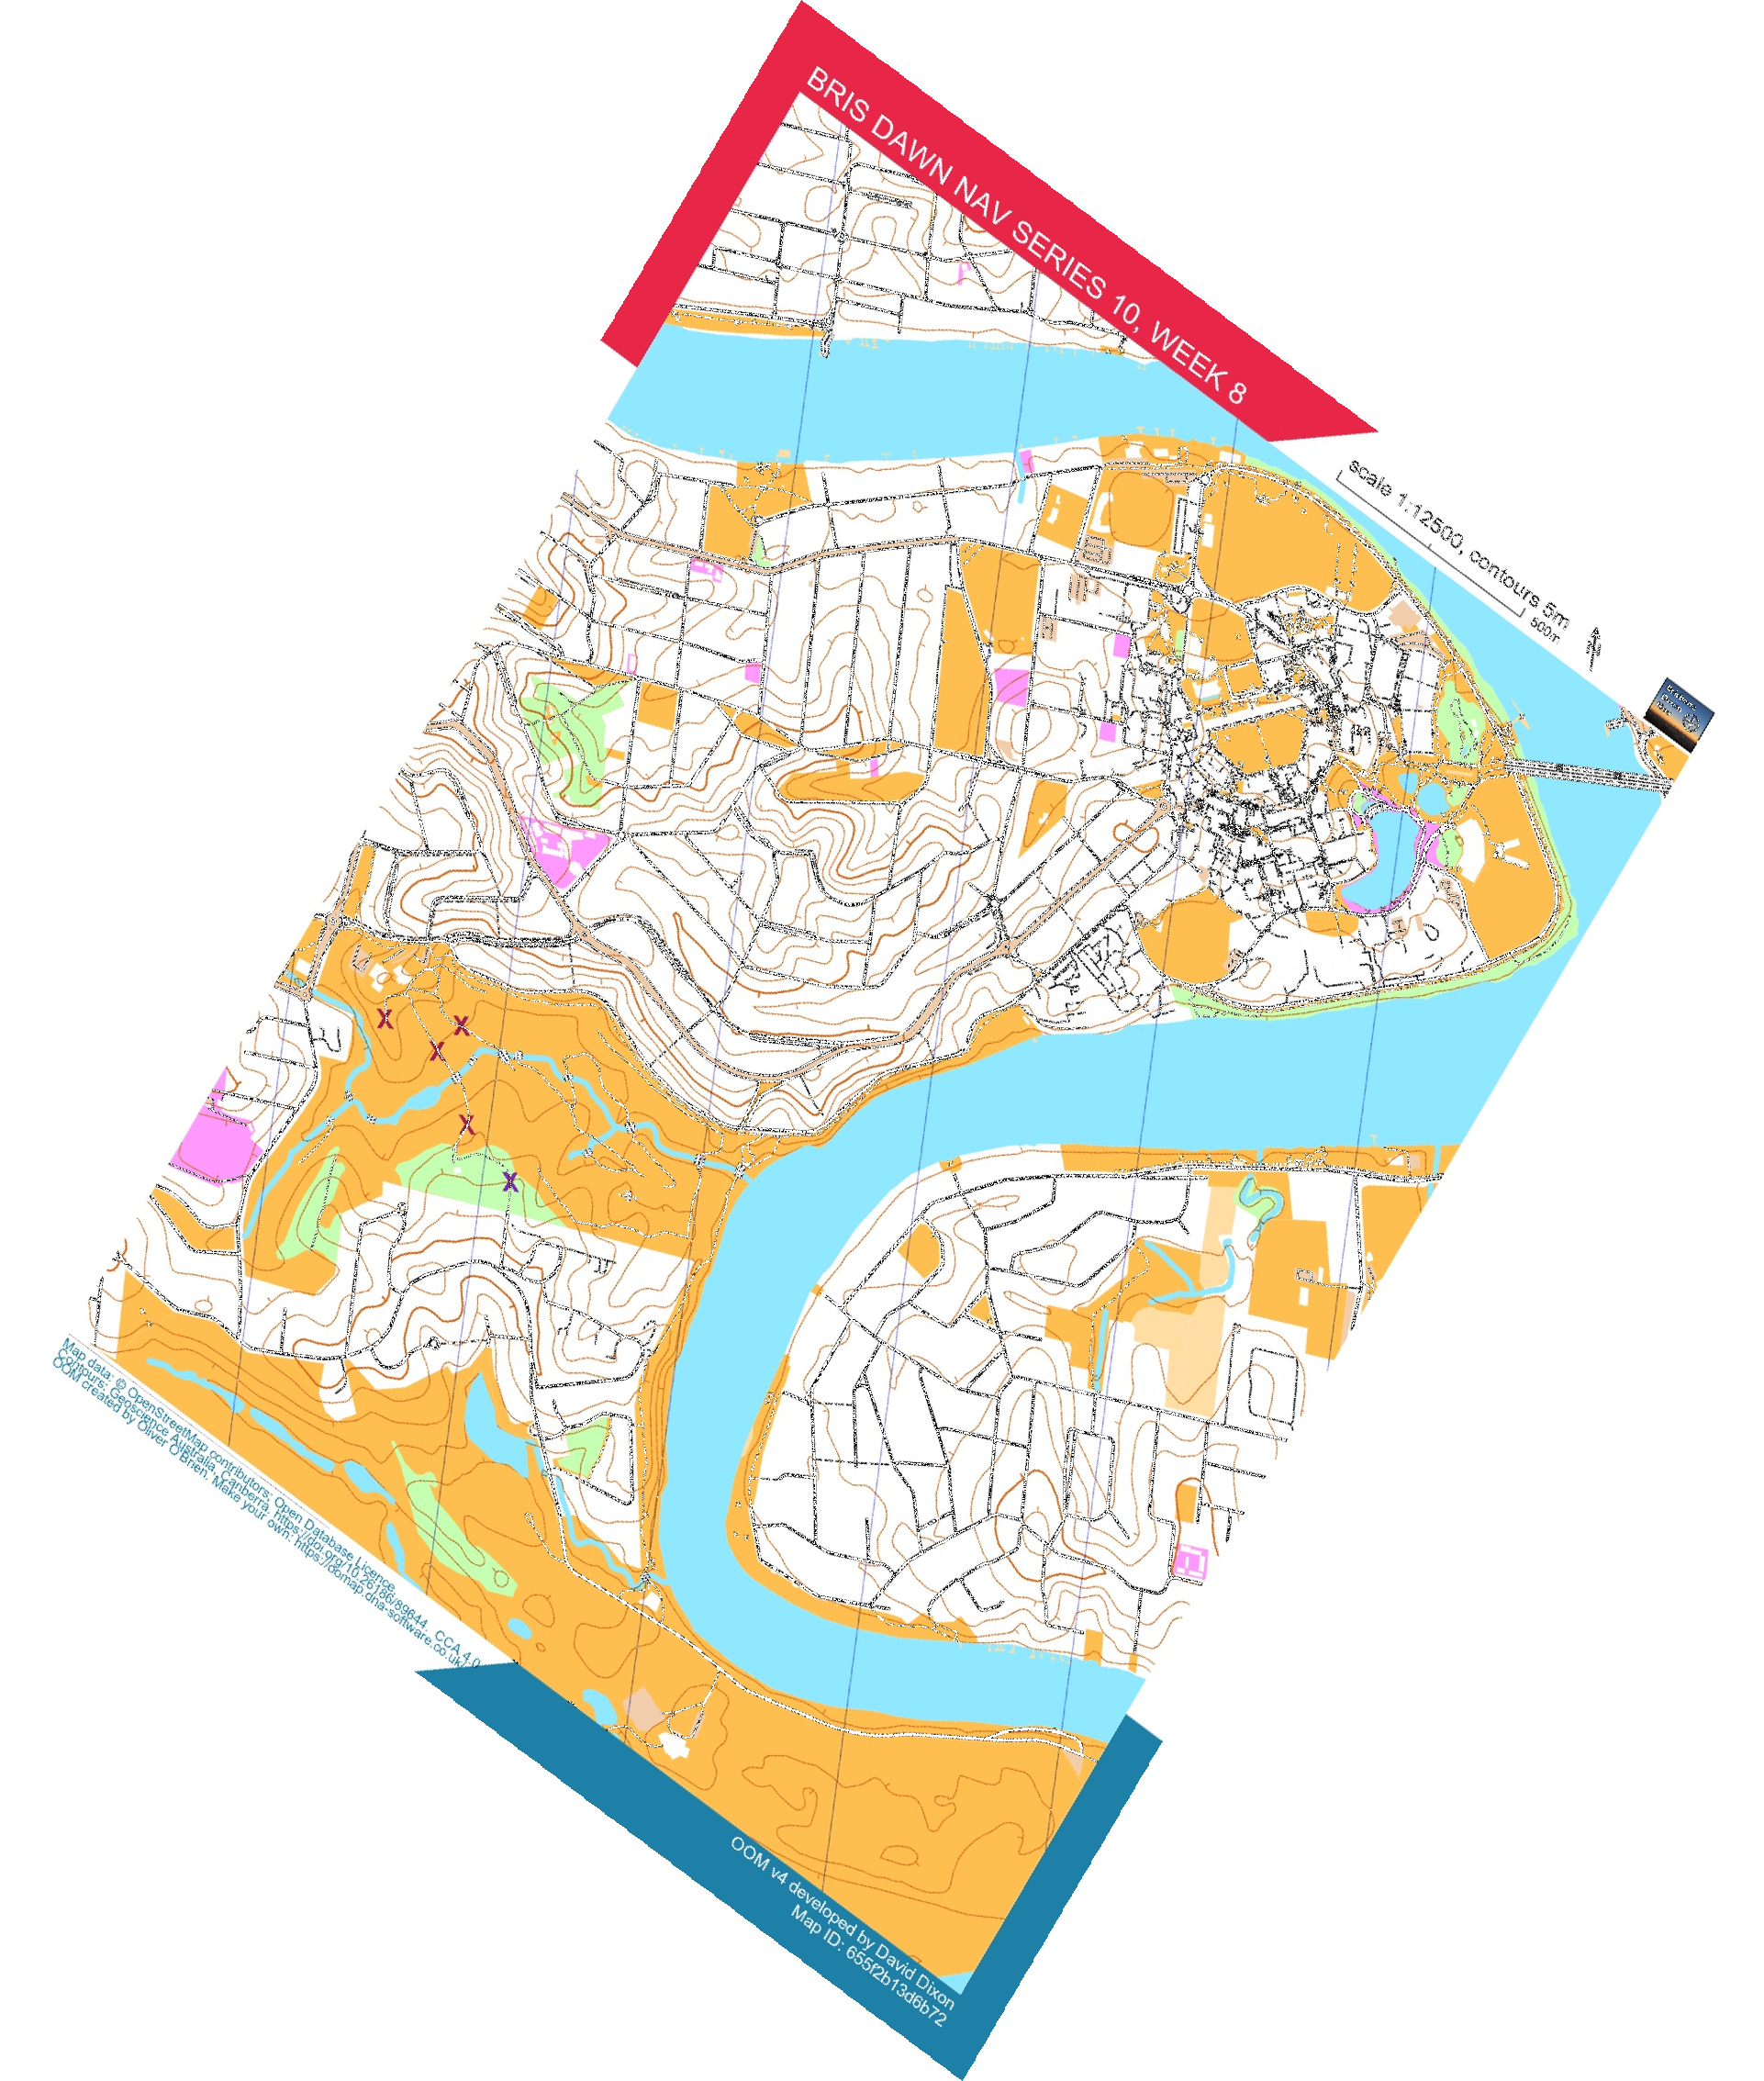 BRIS DAWN NAV SERIES 10, WEEK 8
scale 1:12500, contours 5m
500m
X
X
X
X
X
Map data: © OpenStreetMap contributors, Open Database Licence.
Contours: Geoscience Australia, Canberra. https://doi.org/10.26186/89644. CCA 4.0.
OOM created by Oliver O'Brien. Make your own: https://oomap.dna-software.co.uk/
OOM v4 developed by David Dixon
Map ID: 655f2b13d6b72